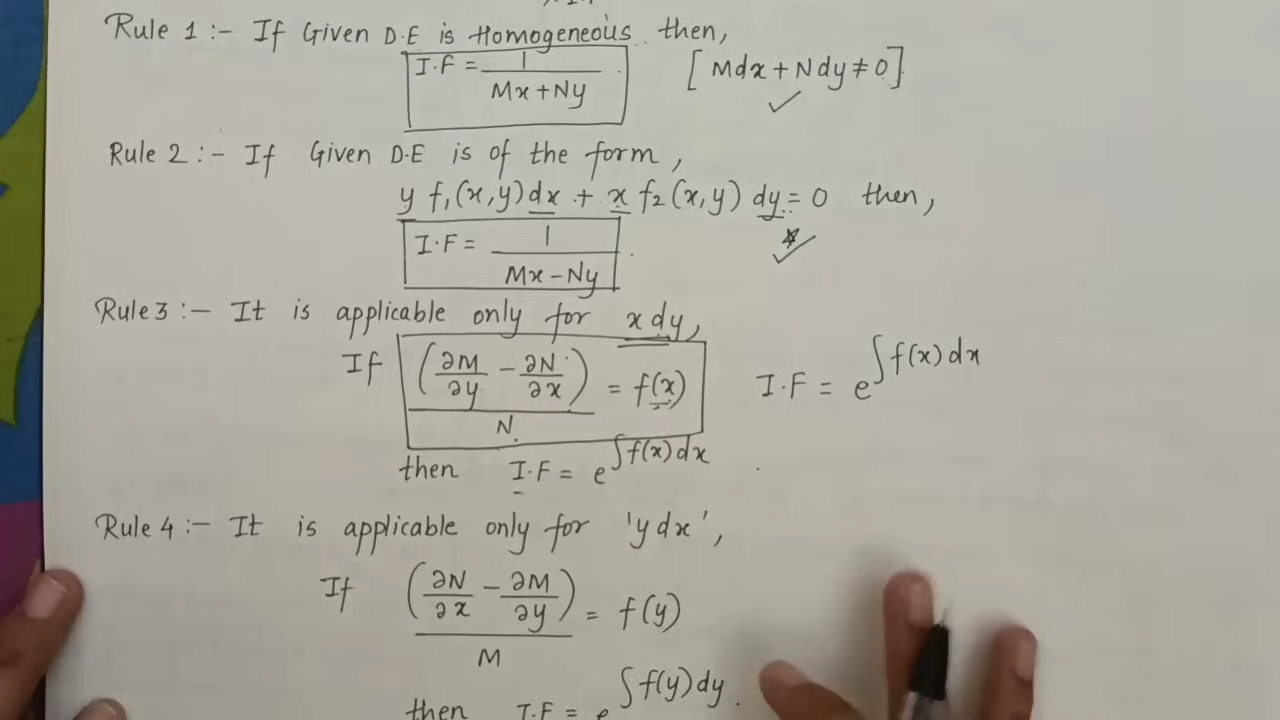 Rule 1 :- If Given D.E is Homogeneous then,
I.F = 1/(Mx+Ny) [Mdx + Ndy ≠ 0]
Rule 2 :- If Given D.E is of the form,
y f₁(x,y) dx + x f₂(x,y) dy = 0 then,
I.F = 1/(Mx-Ny)
Rule 3 :- It is applicable only for x dy,
If (∂M/∂y - ∂N/∂x)/N = f(x) I.F = e^∫f(x)dx
then I.F = e^∫f(x)dx
Rule 4 :- It is applicable only for 'y dx',
If (∂N/∂x - ∂M/∂y)/M = f(y)
then I.F = e^∫f(y)dy.